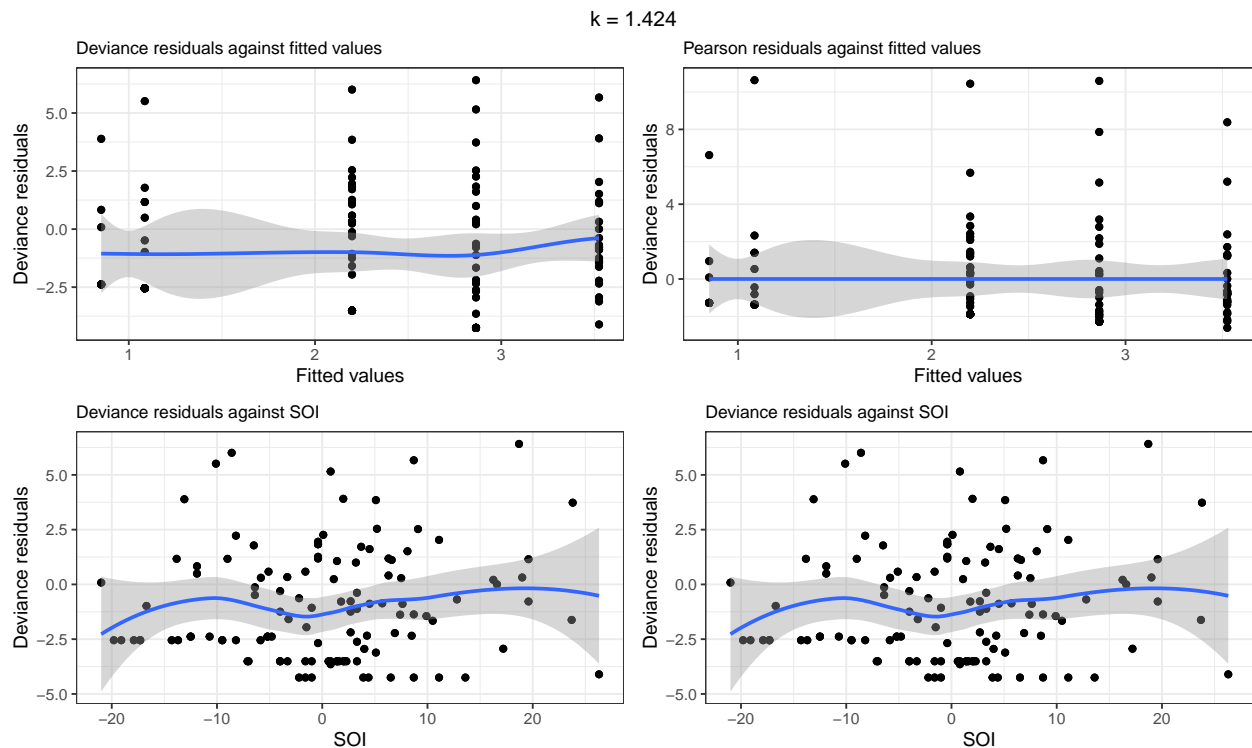 k = 1.424
Deviance residuals against fitted values
Pearson residuals against fitted values
Deviance residuals
5.0
2.5
0.0
−2.5
1
2
3
Fitted values
Deviance residuals
8
4
0
1
2
3
Fitted values
Deviance residuals against SOI
Deviance residuals against SOI
Deviance residuals
5.0
2.5
0.0
−2.5
−5.0
−20
−10
0
10
20
SOI
Deviance residuals
5.0
2.5
0.0
−2.5
−5.0
−20
−10
0
10
20
SOI